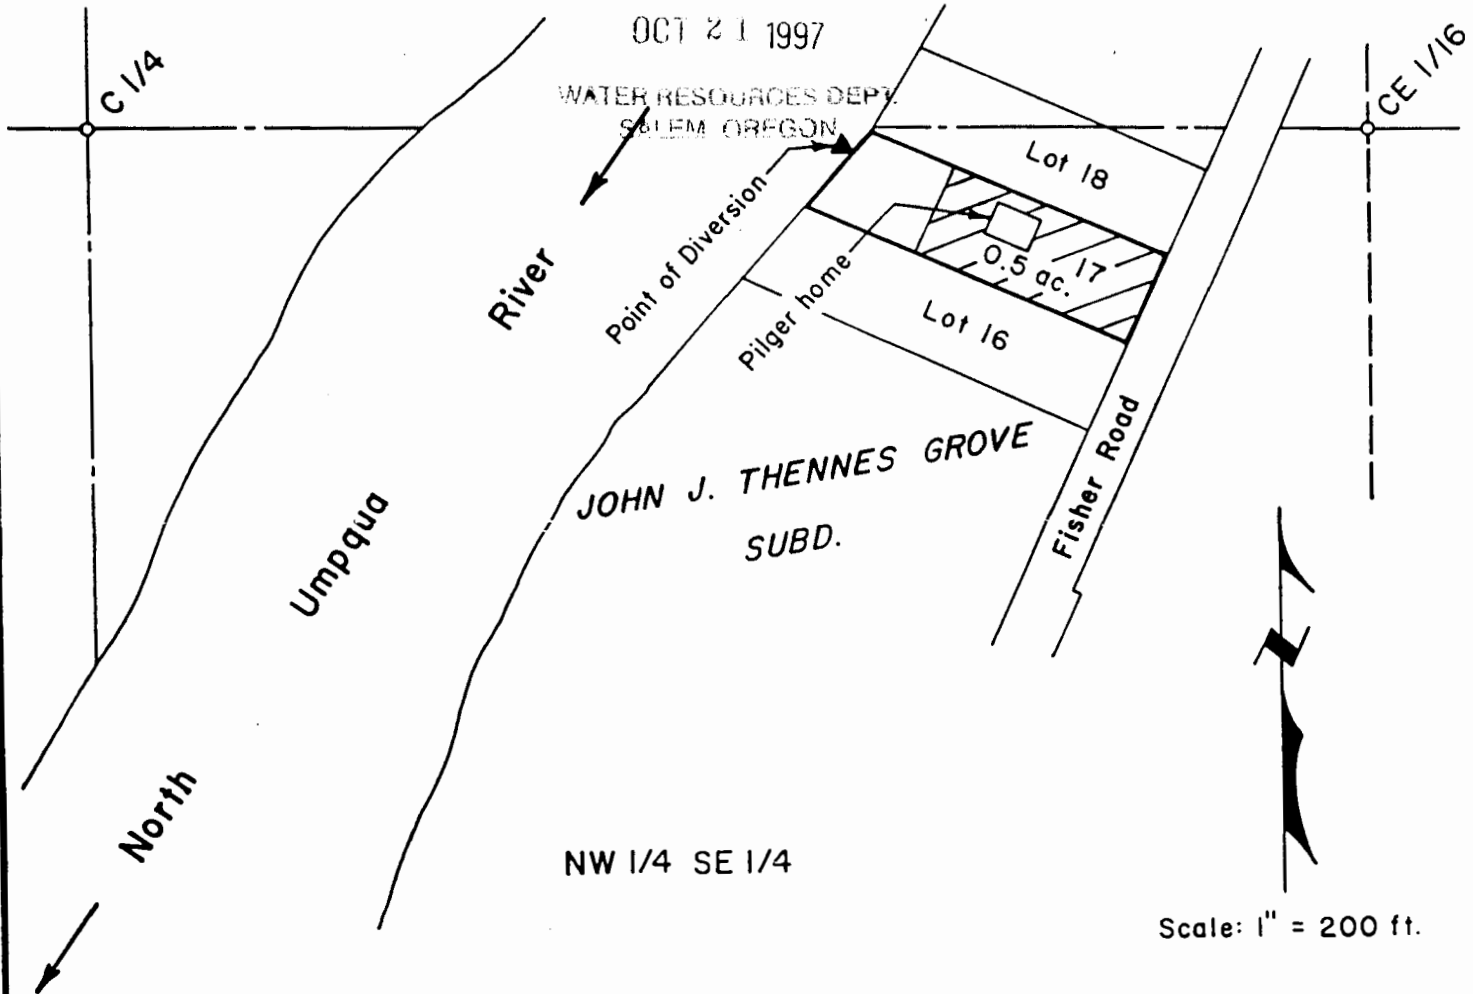 OCT 21 1997
WATER RESOURCES DEPT.
SALEM OREGON
C 1/4
CE 1/16
Lot 18
17
0.5 ac.
Lot 16
Point of Diversion
Pilger home
River
Umpqua
North
JOHN J. THENNES GROVE
SUBD.
Fisher Road
N
NW 1/4 SE 1/4
Scale: 1" = 200 ft.